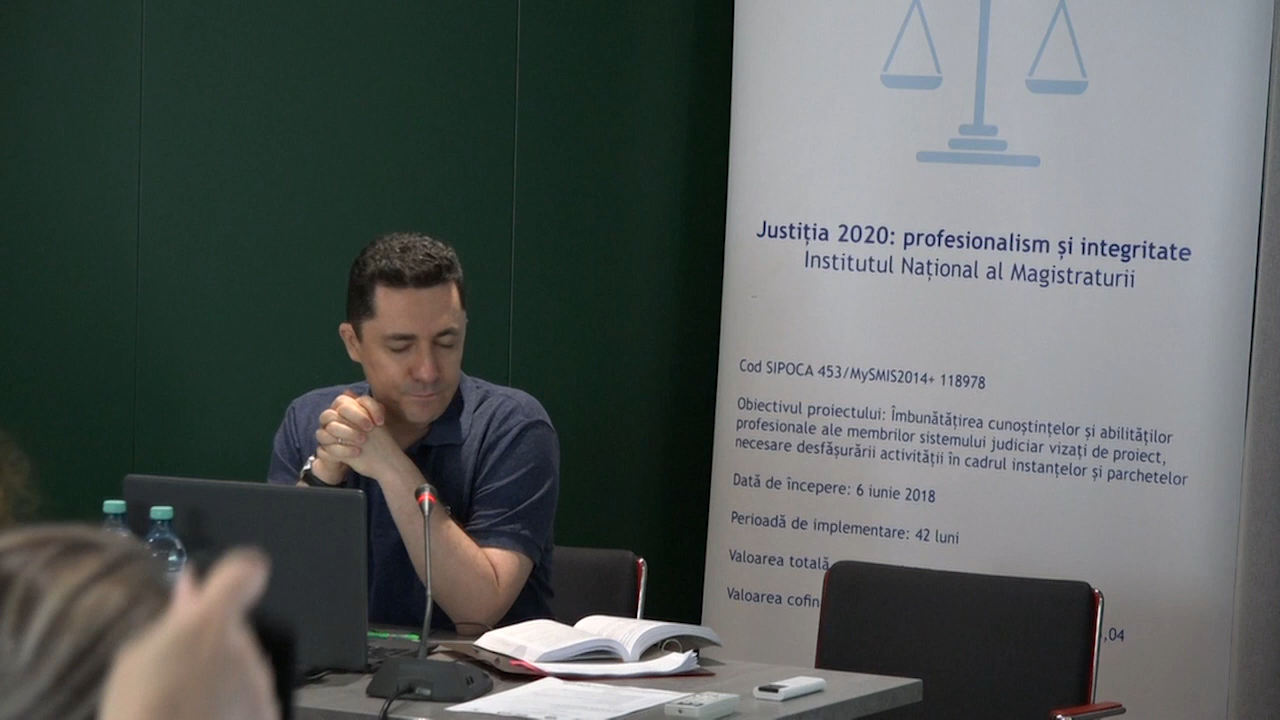 Justiția 2020: profesionalism și integritate
Institutul Național al Magistraturii
Cod SIPOCA 453/MySMIS2014+ 118978
Obiectivul proiectului: Îmbunătățirea cunoștințelor și abilităților
profesionale ale membrilor sistemului judiciar vizați de proiect,
necesare desfășurării activității în cadrul instanțelor și parchetelor
Dată de începere: 6 iunie 2018
Perioadă de implementare: 42 luni
Valoarea totală
Valoarea
,04